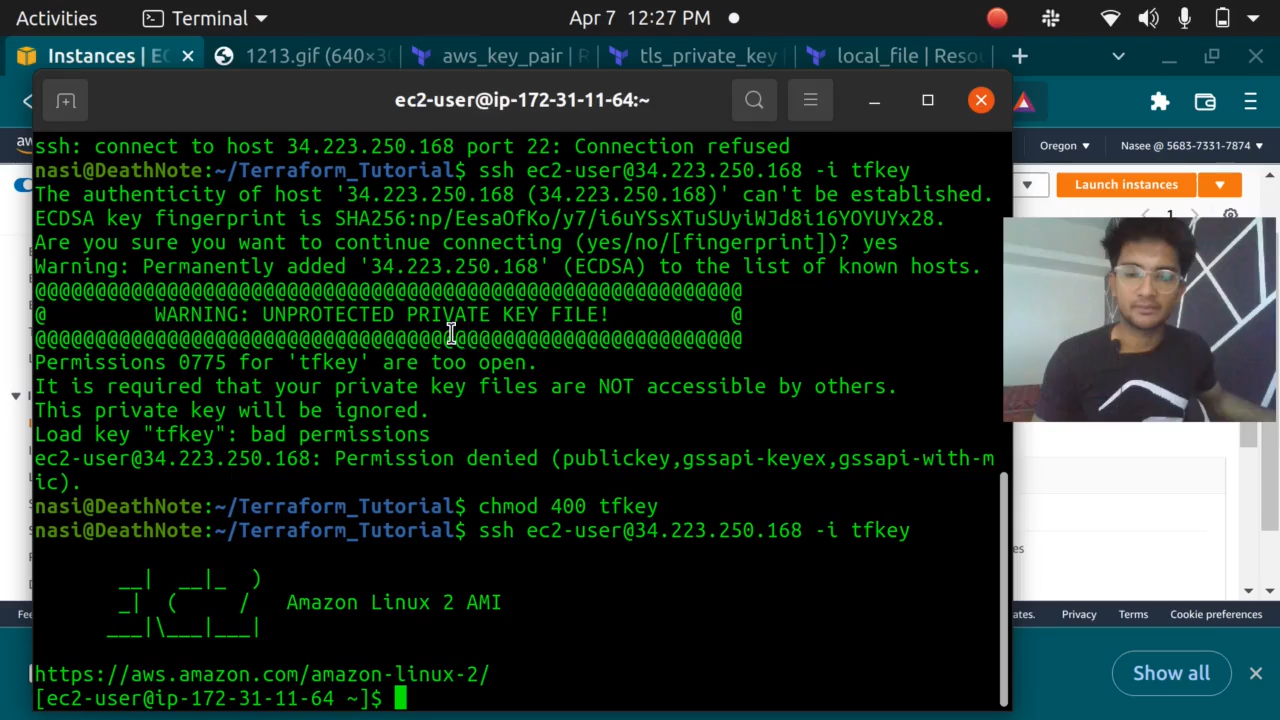 Activities
Terminal
Apr 7 12:27 PM
Instances | E
1213.gif (640×3
aws_key_pair | R
tls_private_key
local_file | Reso
ec2-user@ip-172-31-11-64:~
Oregon
Nasee @ 5683-7331-7874
Launch instances
1
ssh: connect to host 34.223.250.168 port 22: Connection refused
nasi@DeathNote:~/Terraform_Tutorial$ ssh ec2-user@34.223.250.168 -i tfkey
The authenticity of host '34.223.250.168 (34.223.250.168)' can't be established.
ECDSA key fingerprint is SHA256:np/EesaOfKo/y7/i6uYSsXTuSUyiWJd8i16YOYUYx28.
Are you sure you want to continue connecting (yes/no/[fingerprint])? yes
Warning: Permanently added '34.223.250.168' (ECDSA) to the list of known hosts.
@@@@@@@@@@@@@@@@@@@@@@@@@@@@@@@@@@@@@@@@@@@@@@@@@@@@@@@@@@@
@         WARNING: UNPROTECTED PRIVATE KEY FILE!          @
@@@@@@@@@@@@@@@@@@@@@@@@@@@@@@@@@@@@@@@@@@@@@@@@@@@@@@@@@@@
Permissions 0775 for 'tfkey' are too open.
It is required that your private key files are NOT accessible by others.
This private key will be ignored.
Load key "tfkey": bad permissions
ec2-user@34.223.250.168: Permission denied (publickey,gssapi-keyex,gssapi-with-m
ic).
nasi@DeathNote:~/Terraform_Tutorial$ chmod 400 tfkey
nasi@DeathNote:~/Terraform_Tutorial$ ssh ec2-user@34.223.250.168 -i tfkey
       __|  __|_  )
       _|  (     /   Amazon Linux 2 AMI
      ___|\___|___|
https://aws.amazon.com/amazon-linux-2/
[ec2-user@ip-172-31-11-64 ~]$
Privacy
Terms
Cookie preferences
Show all